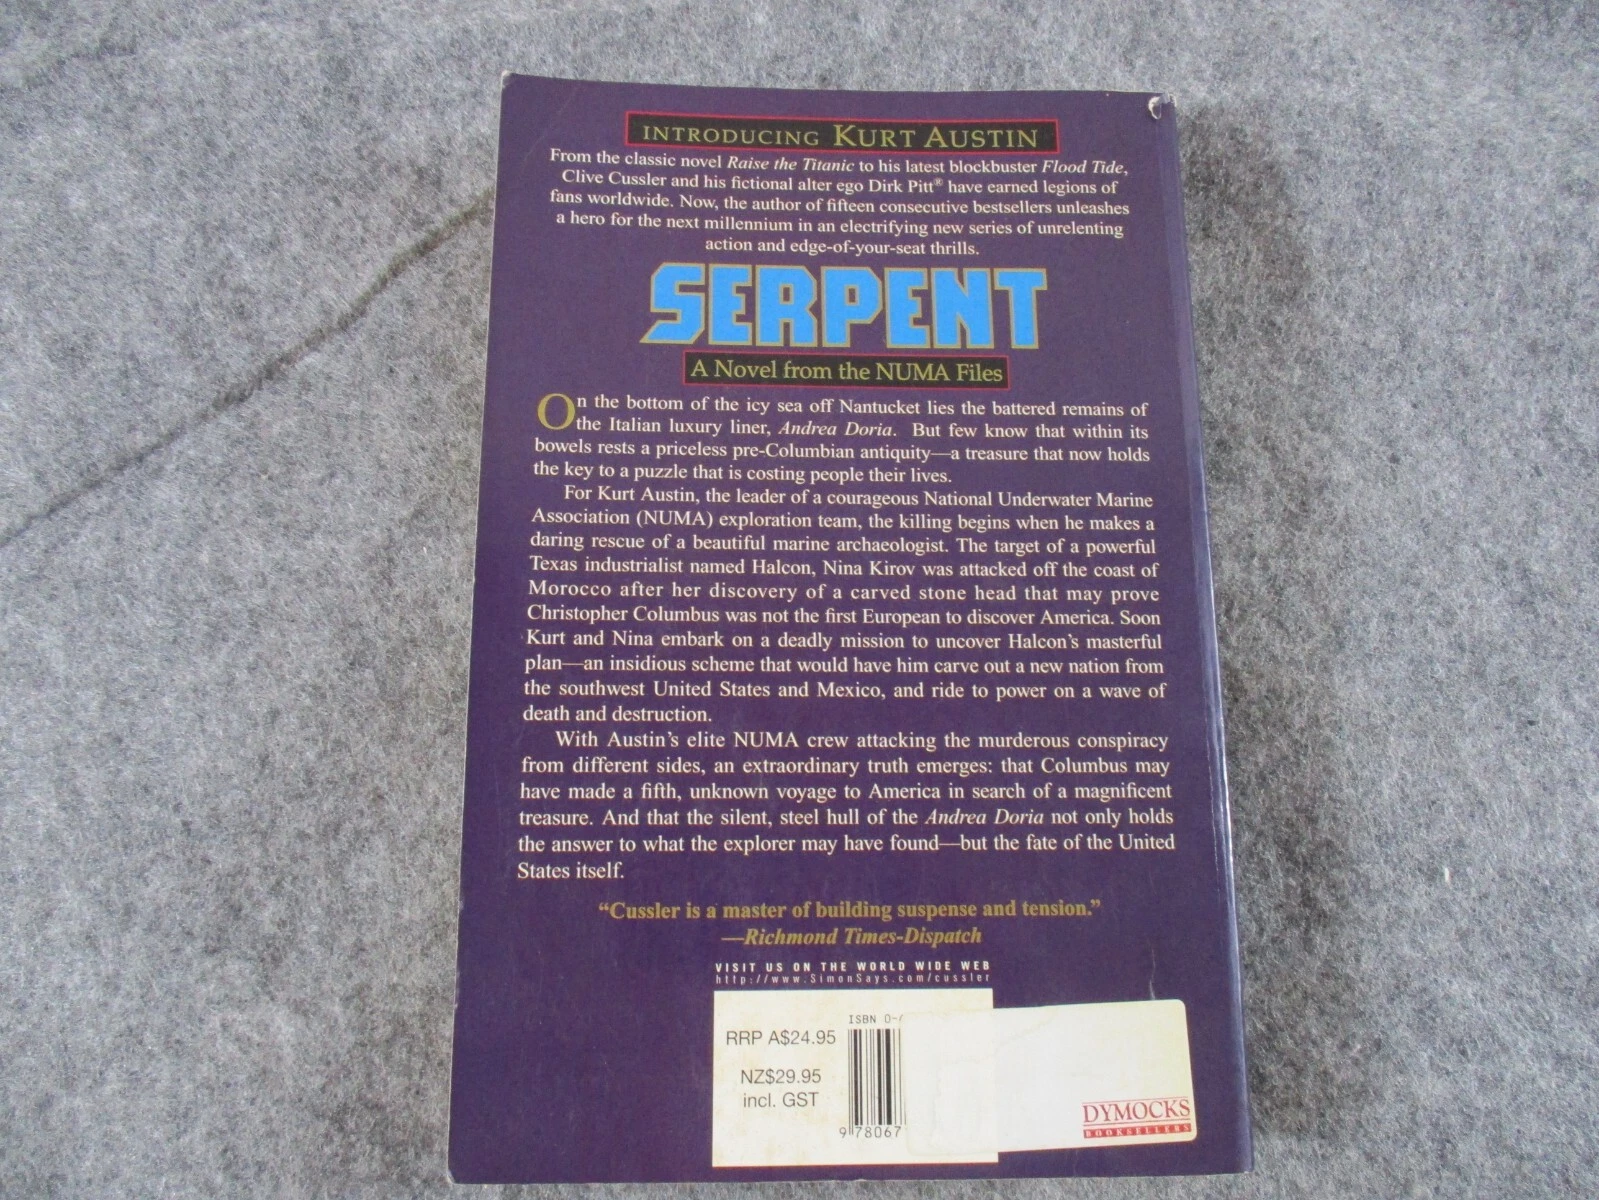 INTRODUCING KURT AUSTIN
From the classic novel Raise the Titanic to his latest blockbuster Flood Tide,
Clive Cussler and his fictional alter ego Dirk Pitt® have earned legions of
fans worldwide. Now, the author of fifteen consecutive bestsellers unleashes
a hero for the next millennium in an electrifying new series of unrelenting
action and edge-of-your-seat thrills.
SERPENT
A Novel from the NUMA Files
On the bottom of the icy sea off Nantucket lies the battered remains of
the Italian luxury liner, Andrea Doria. But few know that within its
bowels rests a priceless pre-Columbian antiquity—a treasure that now holds
the key to a puzzle that is costing people their lives.
For Kurt Austin, the leader of a courageous National Underwater Marine
Association (NUMA) exploration team, the killing begins when he makes a
daring rescue of a beautiful marine archaeologist. The target of a powerful
Texas industrialist named Halcon, Nina Kirov was attacked off the coast of
Morocco after her discovery of a carved stone head that may prove
Christopher Columbus was not the first European to discover America. Soon
Kurt and Nina embark on a deadly mission to uncover Halcon's masterful
plan—an insidious scheme that would have him carve out a new nation from
the southwest United States and Mexico, and ride to power on a wave of
death and destruction.
With Austin's elite NUMA crew attacking the murderous conspiracy
from different sides, an extraordinary truth emerges: that Columbus may
have made a fifth, unknown voyage to America in search of a magnificent
treasure. And that the silent, steel hull of the Andrea Doria not only holds
the answer to what the explorer may have found—but the fate of the United
States itself.
“Cussler is a master of building suspense and tension.”
—Richmond Times-Dispatch
VISIT US ON THE WORLD WIDE WEB
http://www.SimonSays.com/cussler
ISBN 0-
RRP A$24.95
NZ$29.95
incl. GST
9 78067
DYMOCKS
BOOKSELLERS